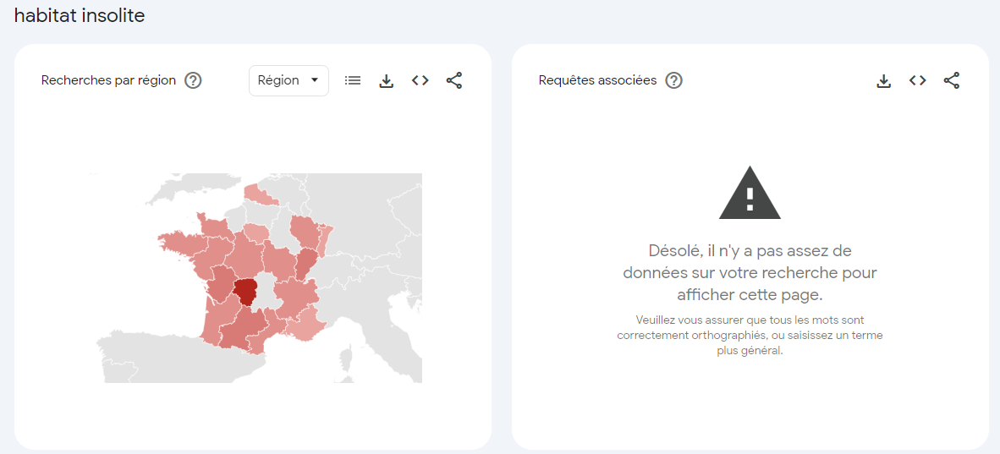 habitat insolite
Recherches par région
Région
Requêtes associées
Désolé, il n'y a pas assez de
données sur votre recherche pour
afficher cette page.
Veuillez vous assurer que tous les mots sont
correctement orthographiés, ou saisissez un terme
plus général.